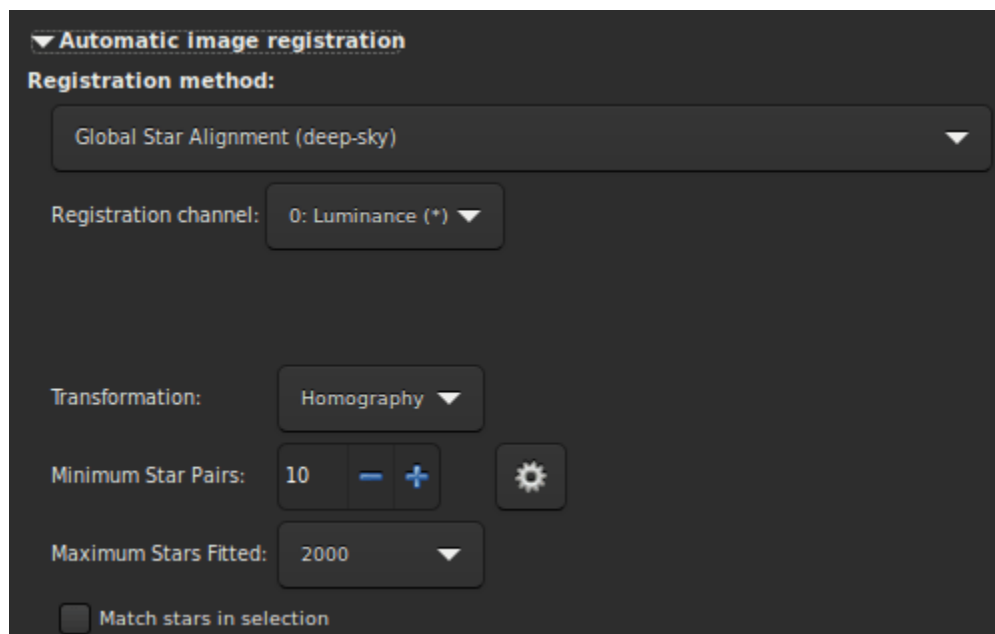 Automatic image registration
Registration method:
Global Star Alignment (deep-sky)
Registration channel: 0: Luminance (*)
Transformation: Homography
Minimum Star Pairs: 10
Maximum Stars Fitted: 2000
Match stars in selection